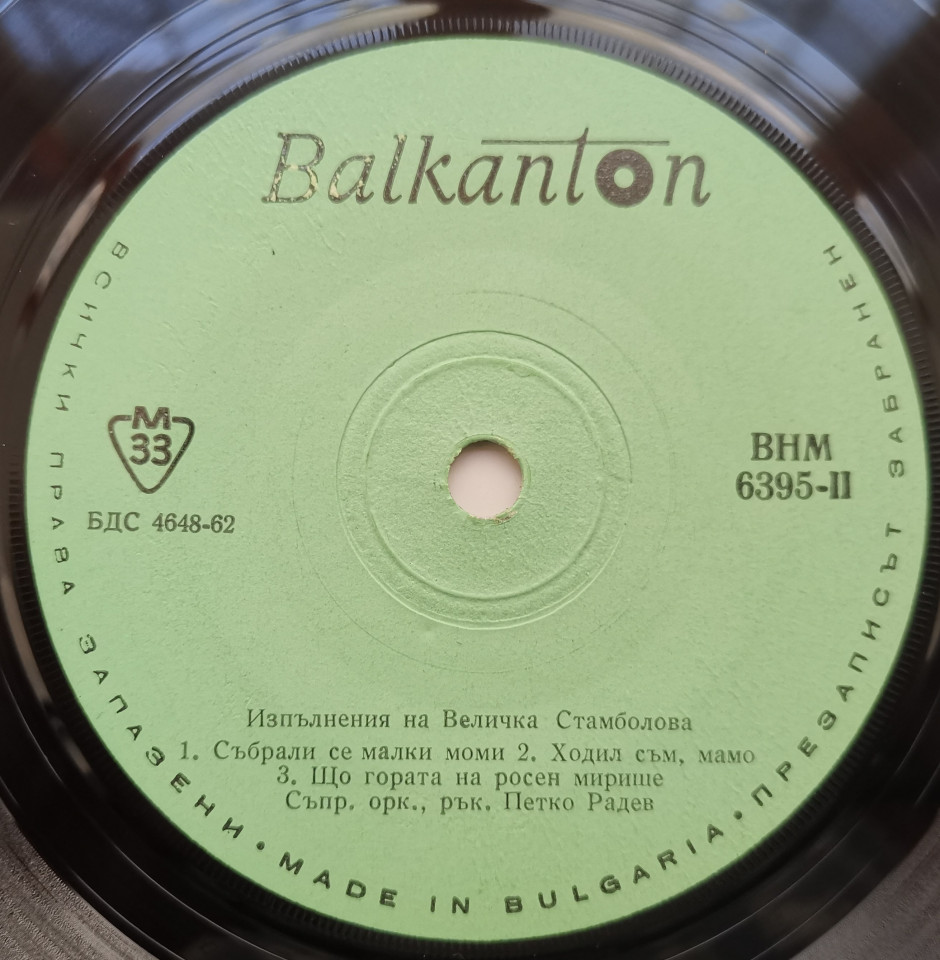 Balkanton
М
33
БДС 4648-62
ВНМ
6395-II
Изпълнения на Величка Стамболова
1. Събрали се малки моми 2. Ходил съм, мамо
3. Що гората на росен мирише
Съпр. орк., рък. Петко Радев
ВСИЧКИ ПРАВА ЗАПАЗЕНИ • MADE IN BULGARIA • ПРЕЗАПИСЪТ ЗАБРАНЕН